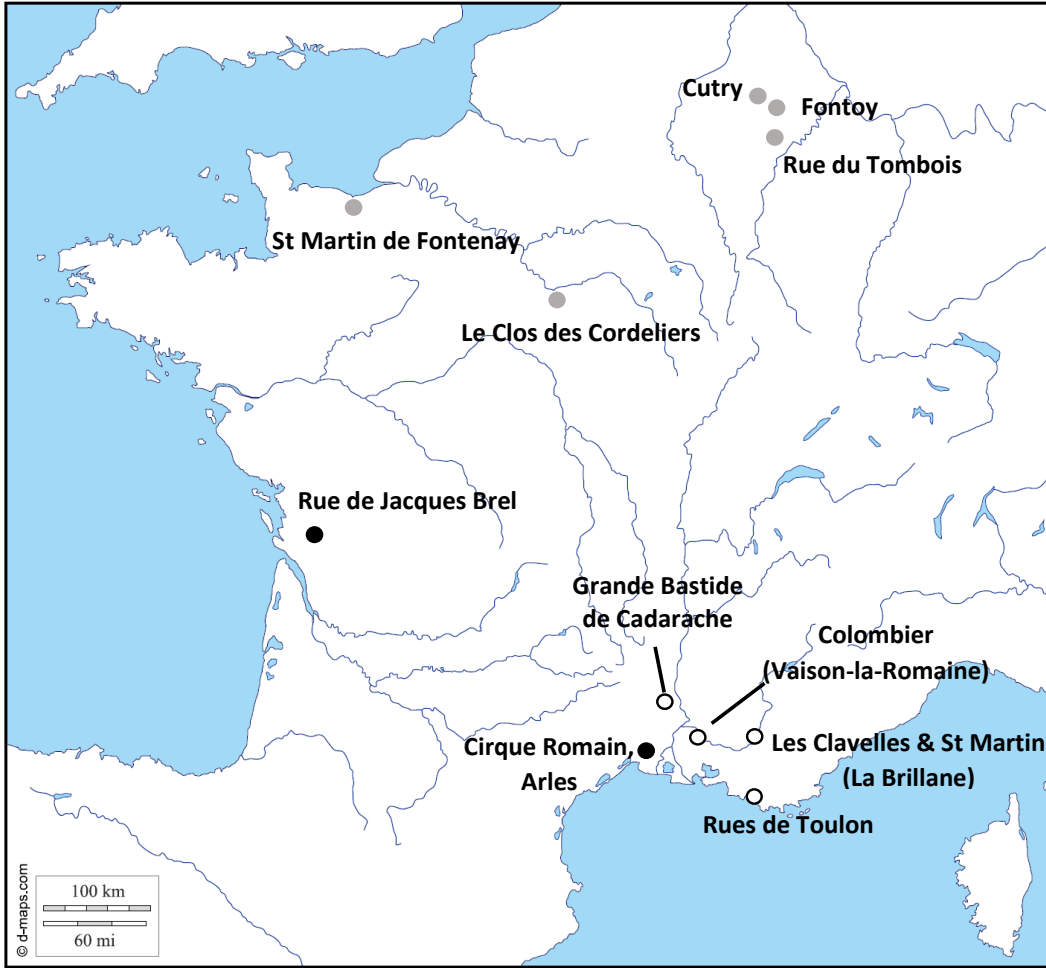 Cutry
Fontoy
Rue du Tombois
St Martin de Fontenay
Le Clos des Cordeliers
Rue de Jacques Brel
Grande Bastide
de Cadarache
Colombier
(Vaison-la-Romaine)
Cirque Romain,
Arles
Les Clavelles & St Martin
(La Brillane)
Rues de Toulon
100 km
60 mi
© d-maps.com